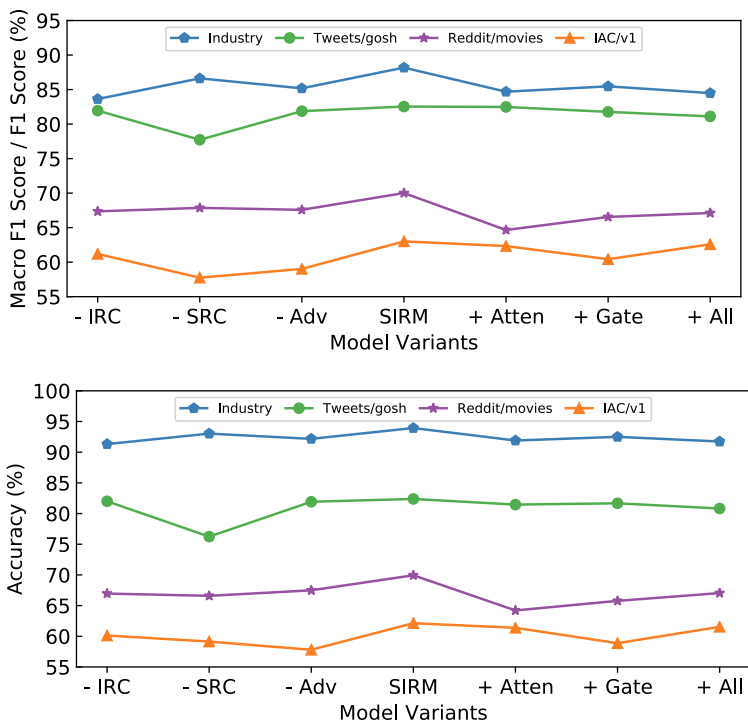 Macro F1 Score / F1 Score (%)
95
90
85
80
75
70
65
60
55
Industry Tweets/gosh Reddit/movies IAC/v1
- IRC - SRC - Adv SIRM + Atten + Gate + All
Model Variants
Accuracy (%)
100
95
90
85
80
75
70
65
60
55
Industry Tweets/gosh Reddit/movies IAC/v1
- IRC - SRC - Adv SIRM + Atten + Gate + All
Model Variants